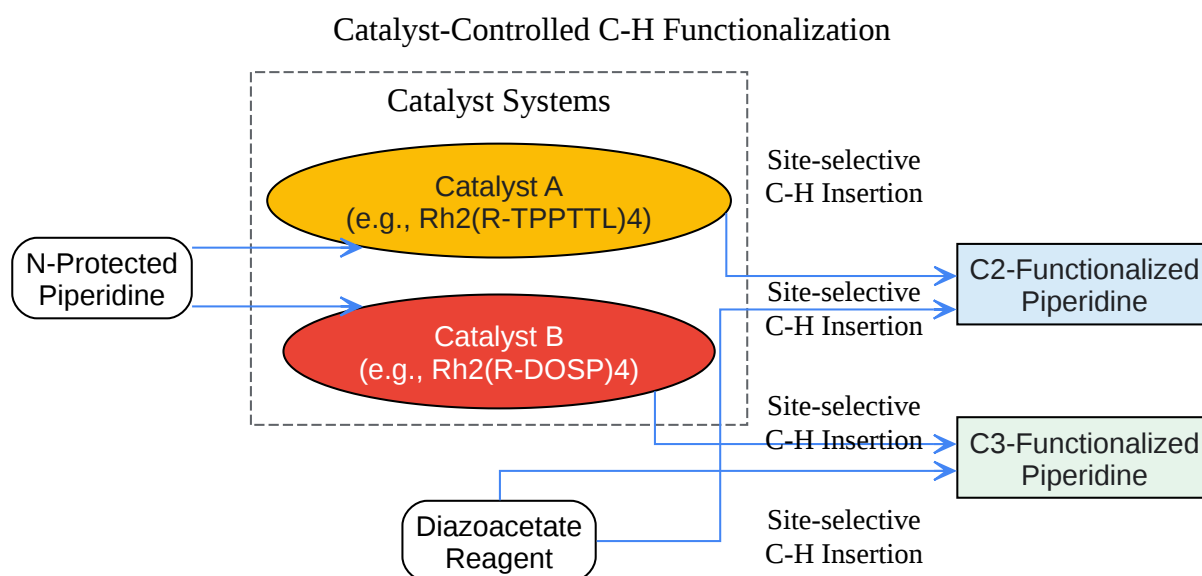 Catalyst-Controlled C-H Functionalization
Catalyst Systems
Catalyst A
(e.g., Rh2(R-TPPTTL)4)
Site-selective
C-H Insertion
N-Protected
Piperidine
C2-Functionalized
Piperidine
Site-selective
C-H Insertion
Catalyst B
(e.g., Rh2(R-DOSP)4)
Site-selective
C-H Insertion
C3-Functionalized
Piperidine
Diazoacetate
Reagent
Site-selective
C-H Insertion